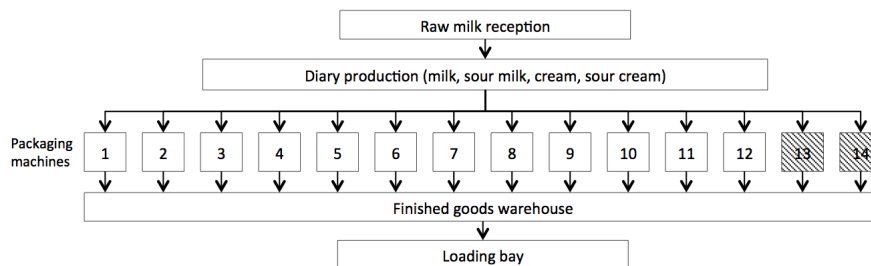 Raw milk reception
Diary production (milk, sour milk, cream, sour cream)
Packaging
machines
1 2 3 4 5 6 7 8 9 10 11 12 13 14
Finished goods warehouse
Loading bay